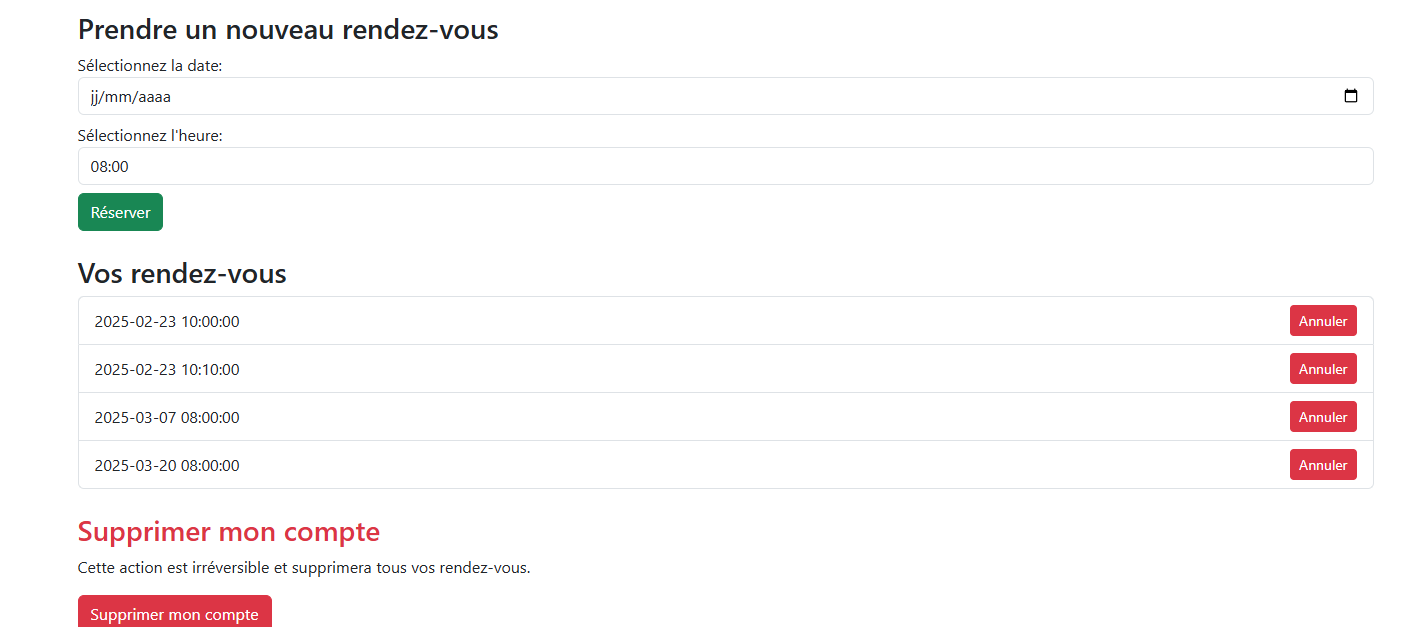 Prendre un nouveau rendez-vous
Sélectionnez la date:
jj/mm/aaaa
Sélectionnez l'heure:
08:00
Réserver
Vos rendez-vous
2025-02-23 10:00:00 Annuler
2025-02-23 10:10:00 Annuler
2025-03-07 08:00:00 Annuler
2025-03-20 08:00:00 Annuler
Supprimer mon compte
Cette action est irréversible et supprimera tous vos rendez-vous.
Supprimer mon compte